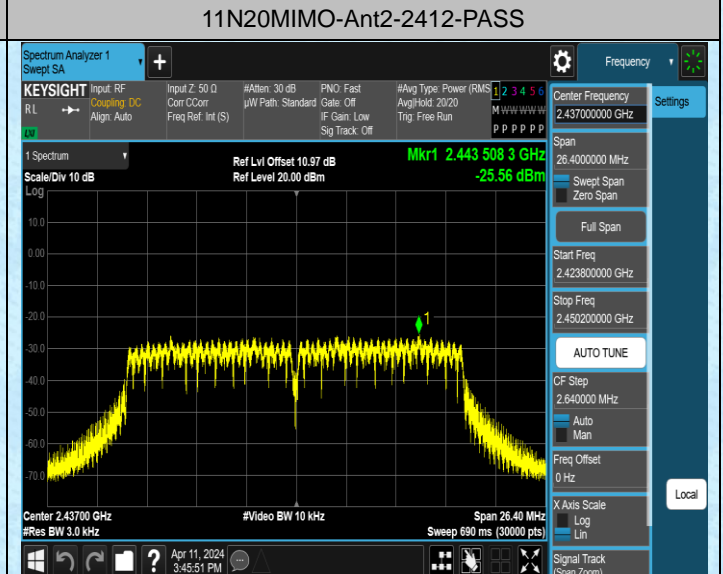 11N20MIMO-Ant2-2412-PASS
Spectrum Analyzer 1
Swept SA
+
Frequency
KEYSIGHT
Input: RF
Input Z: 50 Ω
#Atten: 30 dB
PNO: Fast
#Avg Type: Power (RMS
1 2 3 4 5 6
R L
Coupling: DC
Corr CCorr
µW Path: Standard
Gate: Off
Avg|Hold: 20/20
M W W W W W
Align: Auto
Freq Ref: Int (S)
IF Gain: Low
Trig: Free Run
Sig Track: Off
P P P P P P
1 Spectrum
Ref Lvl Offset 10.97 dB
Mkr1 2.443 508 3 GHz
Scale/Div 10 dB
Ref Level 20.00 dBm
-25.56 dBm
Log
10.0
0.00
-10.0
-20.0
-30.0
-40.0
-50.0
-60.0
-70.0
1
Center 2.43700 GHz
#Video BW 10 kHz
Span 26.40 MHz
#Res BW 3.0 kHz
Sweep 690 ms (30000 pts)
Center Frequency
2.437000000 GHz
Settings
Span
26.4000000 MHz
Swept Span
Zero Span
Full Span
Start Freq
2.423800000 GHz
Stop Freq
2.450200000 GHz
AUTO TUNE
CF Step
2.640000 MHz
Auto
Man
Freq Offset
0 Hz
X Axis Scale
Log
Lin
Local
Signal Track
(Span Zoom)
?
Apr 11, 2024
3:45:51 PM